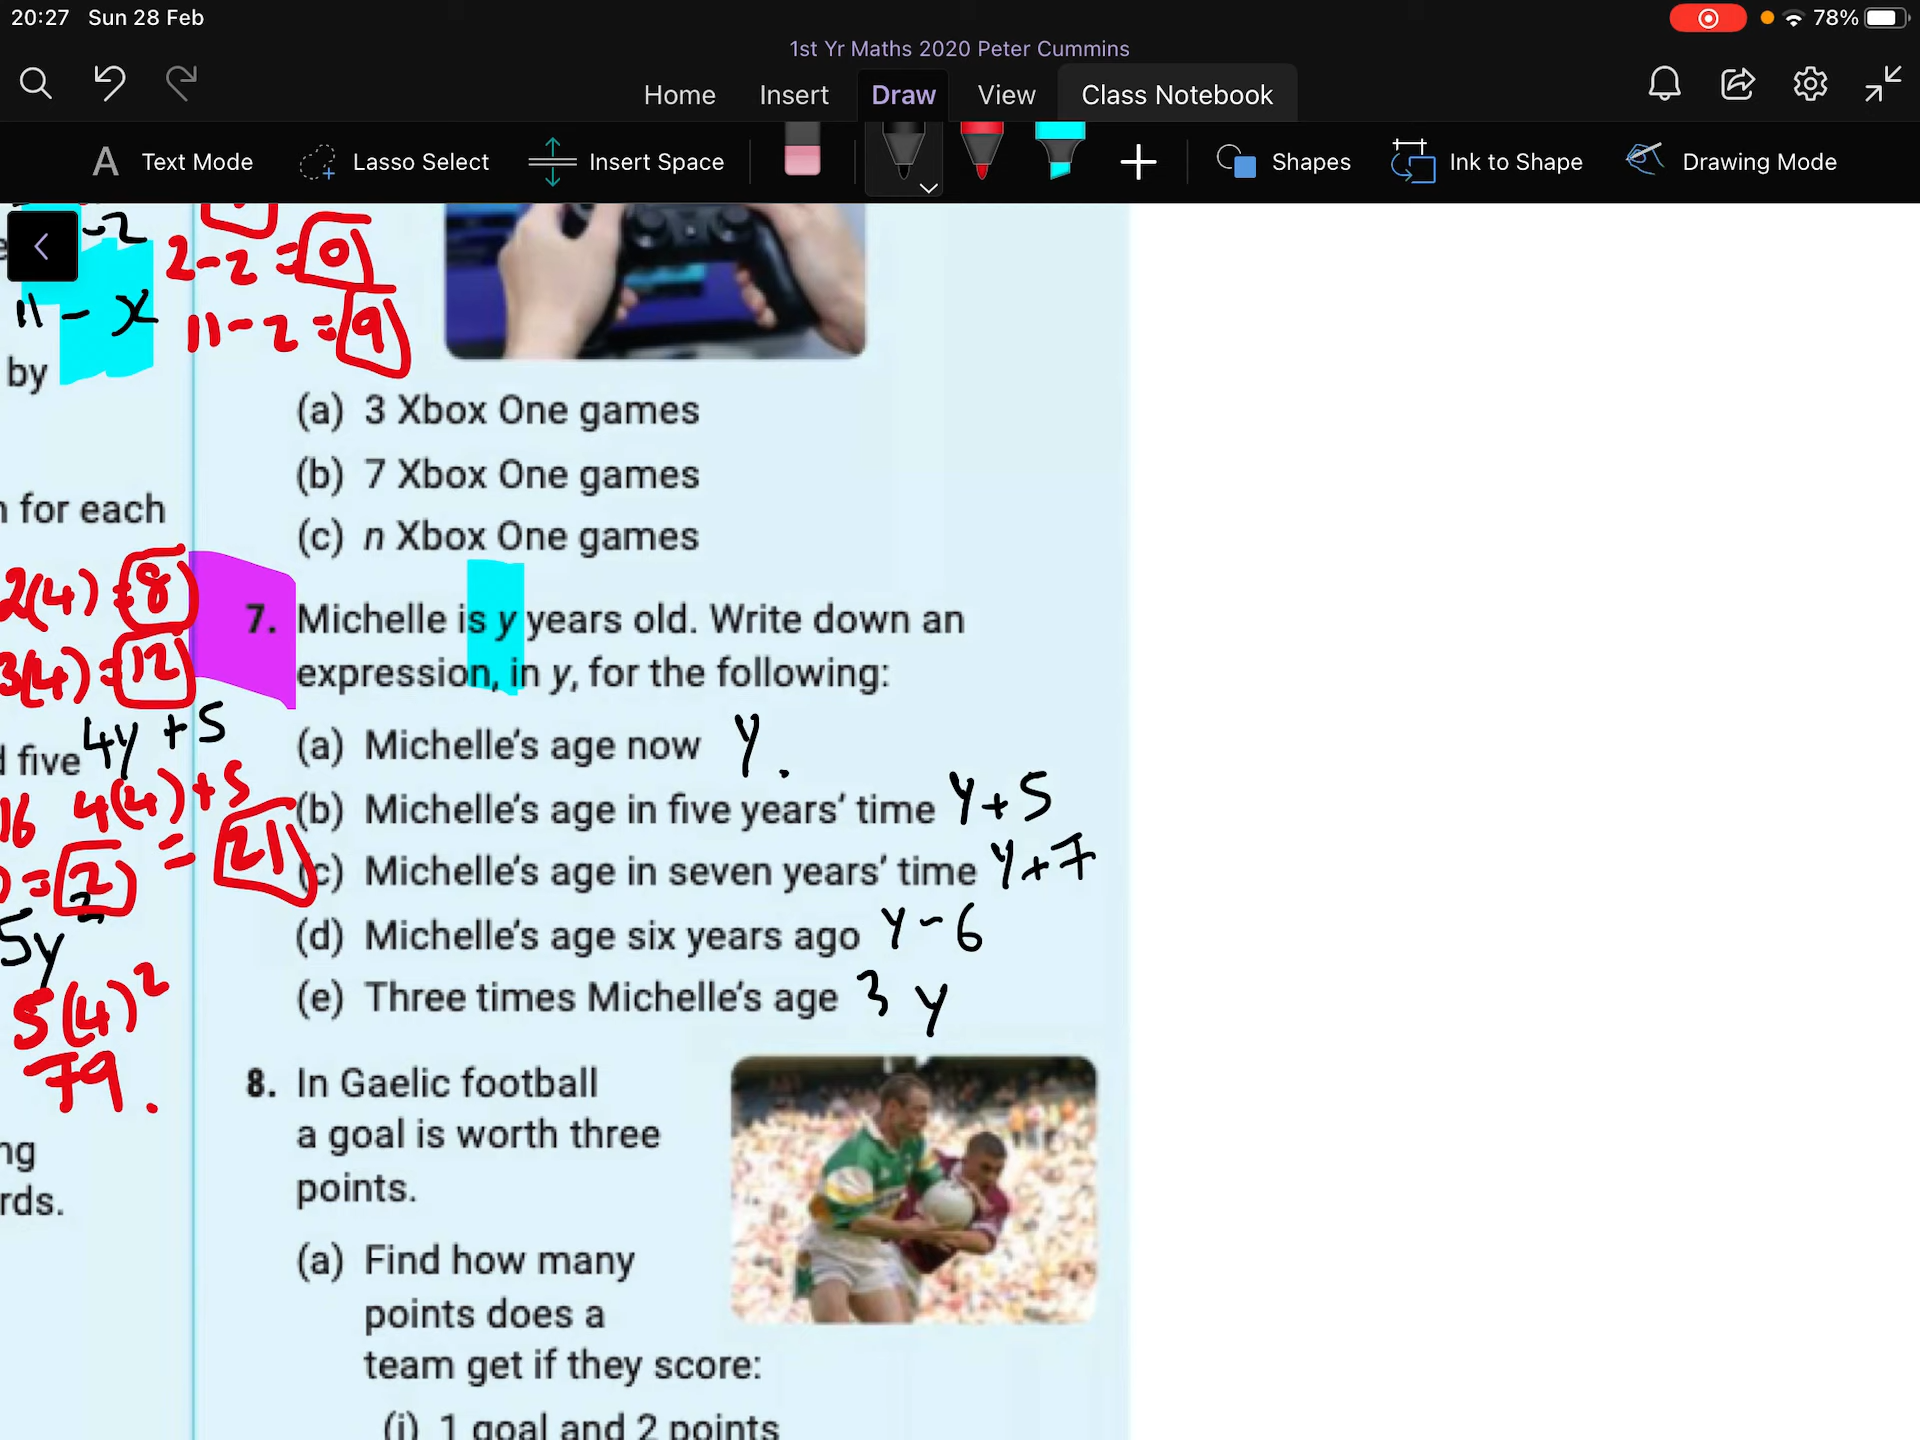 20:27 Sun 28 Feb
78%
1st Yr Maths 2020 Peter Cummins
Home Insert Draw View Class Notebook
A Text Mode Lasso Select Insert Space Shapes Ink to Shape Drawing Mode
-2
11 - x
by
n for each
2(4) = 8
3(4) = 12
4y + 5
d five
16 4(4) + 5
= 2 = 21
5y²
5(4)²
79.
ng
rds.
2 - 2 = 0
11 - 2 = 9
(a) 3 Xbox One games
(b) 7 Xbox One games
(c) n Xbox One games
7. Michelle is y years old. Write down an
expression, in y, for the following:
(a) Michelle's age now y.
(b) Michelle's age in five years' time y + 5
(c) Michelle's age in seven years' time y + 7
(d) Michelle's age six years ago y - 6
(e) Three times Michelle's age 3y
8. In Gaelic football
a goal is worth three
points.
(a) Find how many
points does a
team get if they score:
(i) 1 goal and 2 points